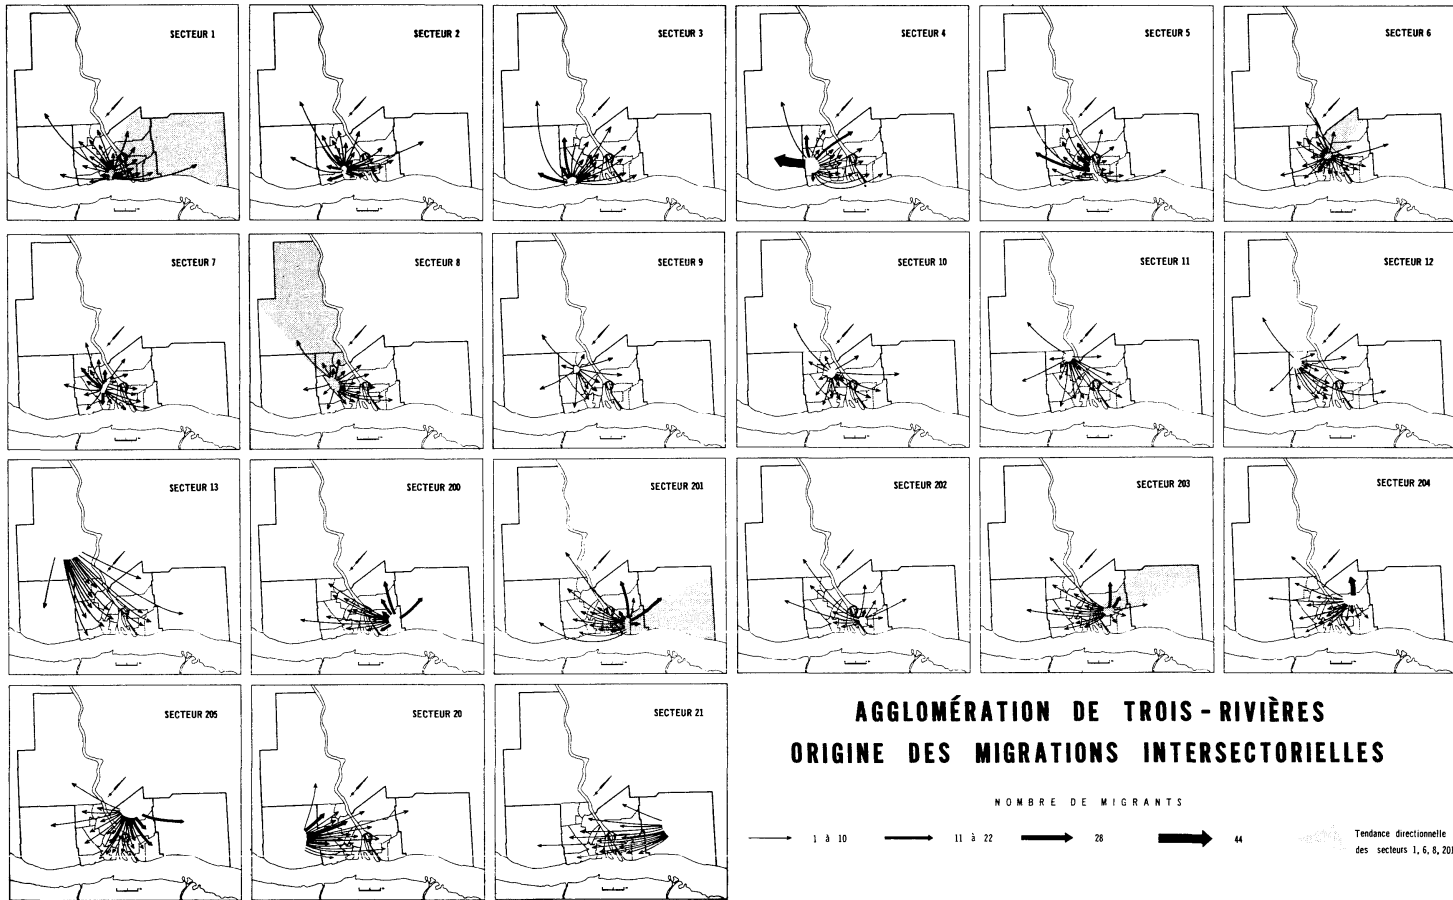 SECTEUR 1
SECTEUR 2
SECTEUR 3
SECTEUR 4
SECTEUR 5
SECTEUR 6
SECTEUR 7
SECTEUR 8
SECTEUR 9
SECTEUR 10
SECTEUR 11
SECTEUR 12
SECTEUR 13
SECTEUR 200
SECTEUR 201
SECTEUR 202
SECTEUR 203
SECTEUR 204
SECTEUR 205
SECTEUR 20
SECTEUR 21
AGGLOMÉRATION DE TROIS-RIVIÈRES
ORIGINE DES MIGRATIONS INTERSECTORIELLES
NOMBRE DE MIGRANTS
1 à 10
11 à 22
28
44
Tendance directionnelle
des secteurs 1, 6, 8, 201